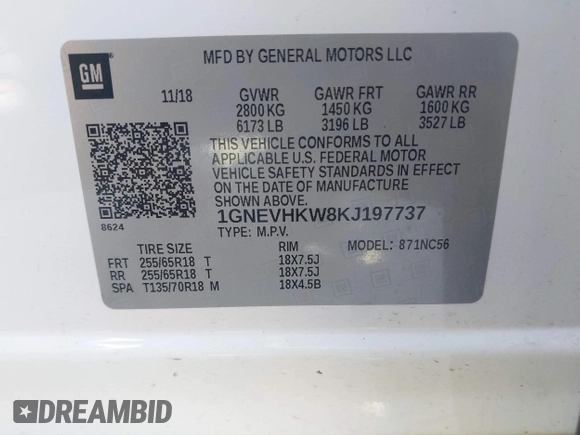 GM
MFD BY GENERAL MOTORS LLC
11/18 GVWR GAWR FRT GAWR RR
2800 KG 1450 KG 1600 KG
6173 LB 3196 LB 3527 LB
THIS VEHICLE CONFORMS TO ALL
APPLICABLE U.S. FEDERAL MOTOR
VEHICLE SAFETY STANDARDS IN EFFECT
ON THE DATE OF MANUFACTURE
SHOWN ABOVE.
8624
1GNEVHKW8KJ197737
TYPE: M.P.V.
TIRE SIZE RIM MODEL: 871NC56
FRT 255/65R18 T 18X7.5J
RR 255/65R18 T 18X7.5J
SPA T135/70R18 M 18X4.5B
DREAMBID